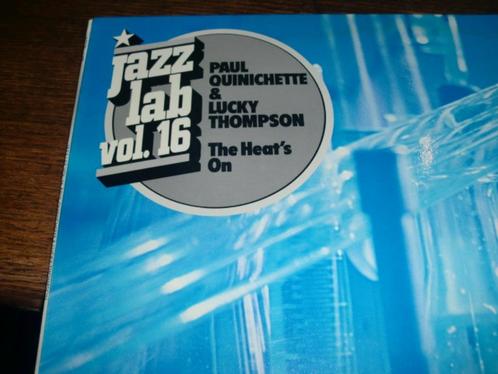 jazz
lab
vol. 16
PAUL
QUINICHETTE
&
LUCKY
THOMPSON
The Heat's
On